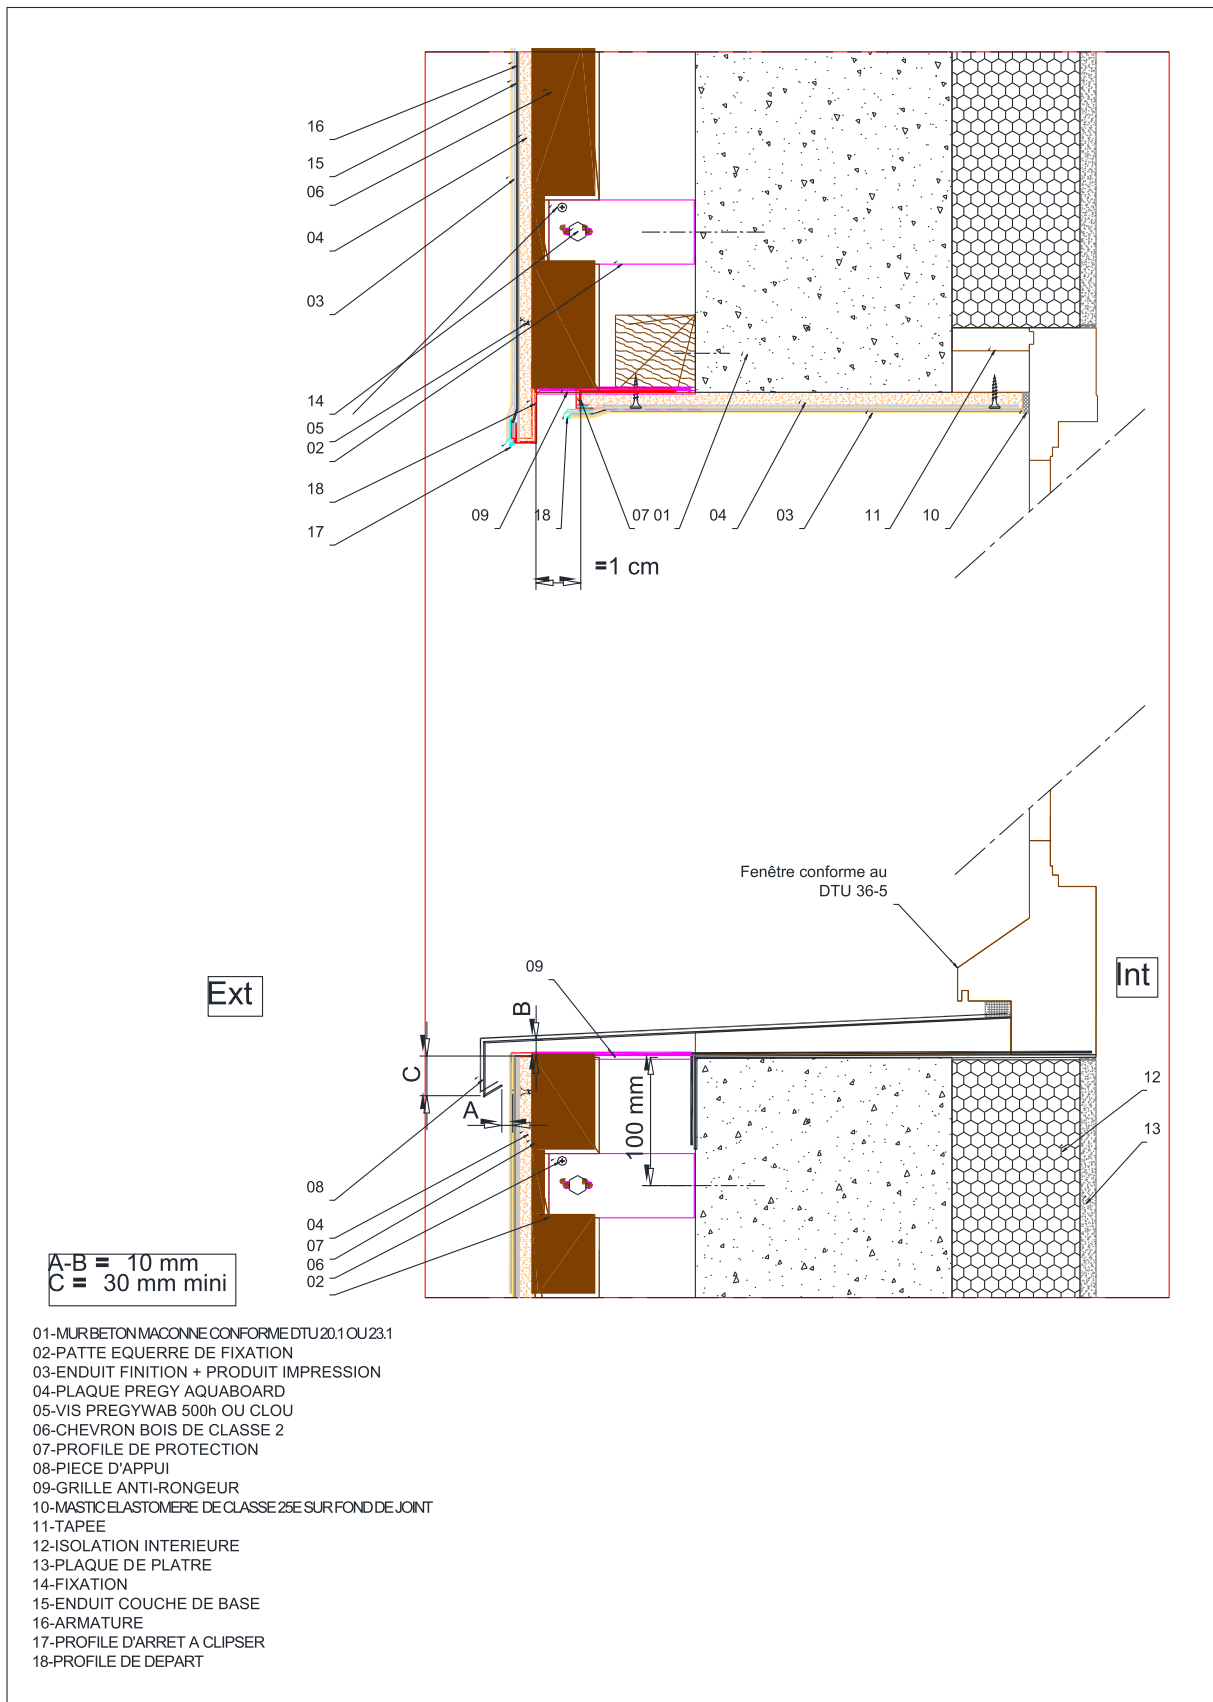 16
15
06
04
03
14
05
02
18
17
09
18
07 01
04
03
11
10
=1 cm
Fenêtre conforme au
DTU 36-5
Ext
Int
09
B
C
A
100 mm
12
13
08
04
07
06
02
A-B = 10 mm
C = 30 mm mini
01-MUR BETON MACONNE CONFORME DTU 20.1 OU 23.1
02-PATTE EQUERRE DE FIXATION
03-ENDUIT FINITION + PRODUIT IMPRESSION
04-PLAQUE PREGY AQUABOARD
05-VIS PREGYWAB 500h OU CLOU
06-CHEVRON BOIS DE CLASSE 2
07-PROFILE DE PROTECTION
08-PIECE D'APPUI
09-GRILLE ANTI-RONGEUR
10-MASTIC ELASTOMERE DE CLASSE 25E SUR FOND DE JOINT
11-TAPEE
12-ISOLATION INTERIEURE
13-PLAQUE DE PLATRE
14-FIXATION
15-ENDUIT COUCHE DE BASE
16-ARMATURE
17-PROFILE D'ARRET A CLIPSER
18-PROFILE DE DEPART